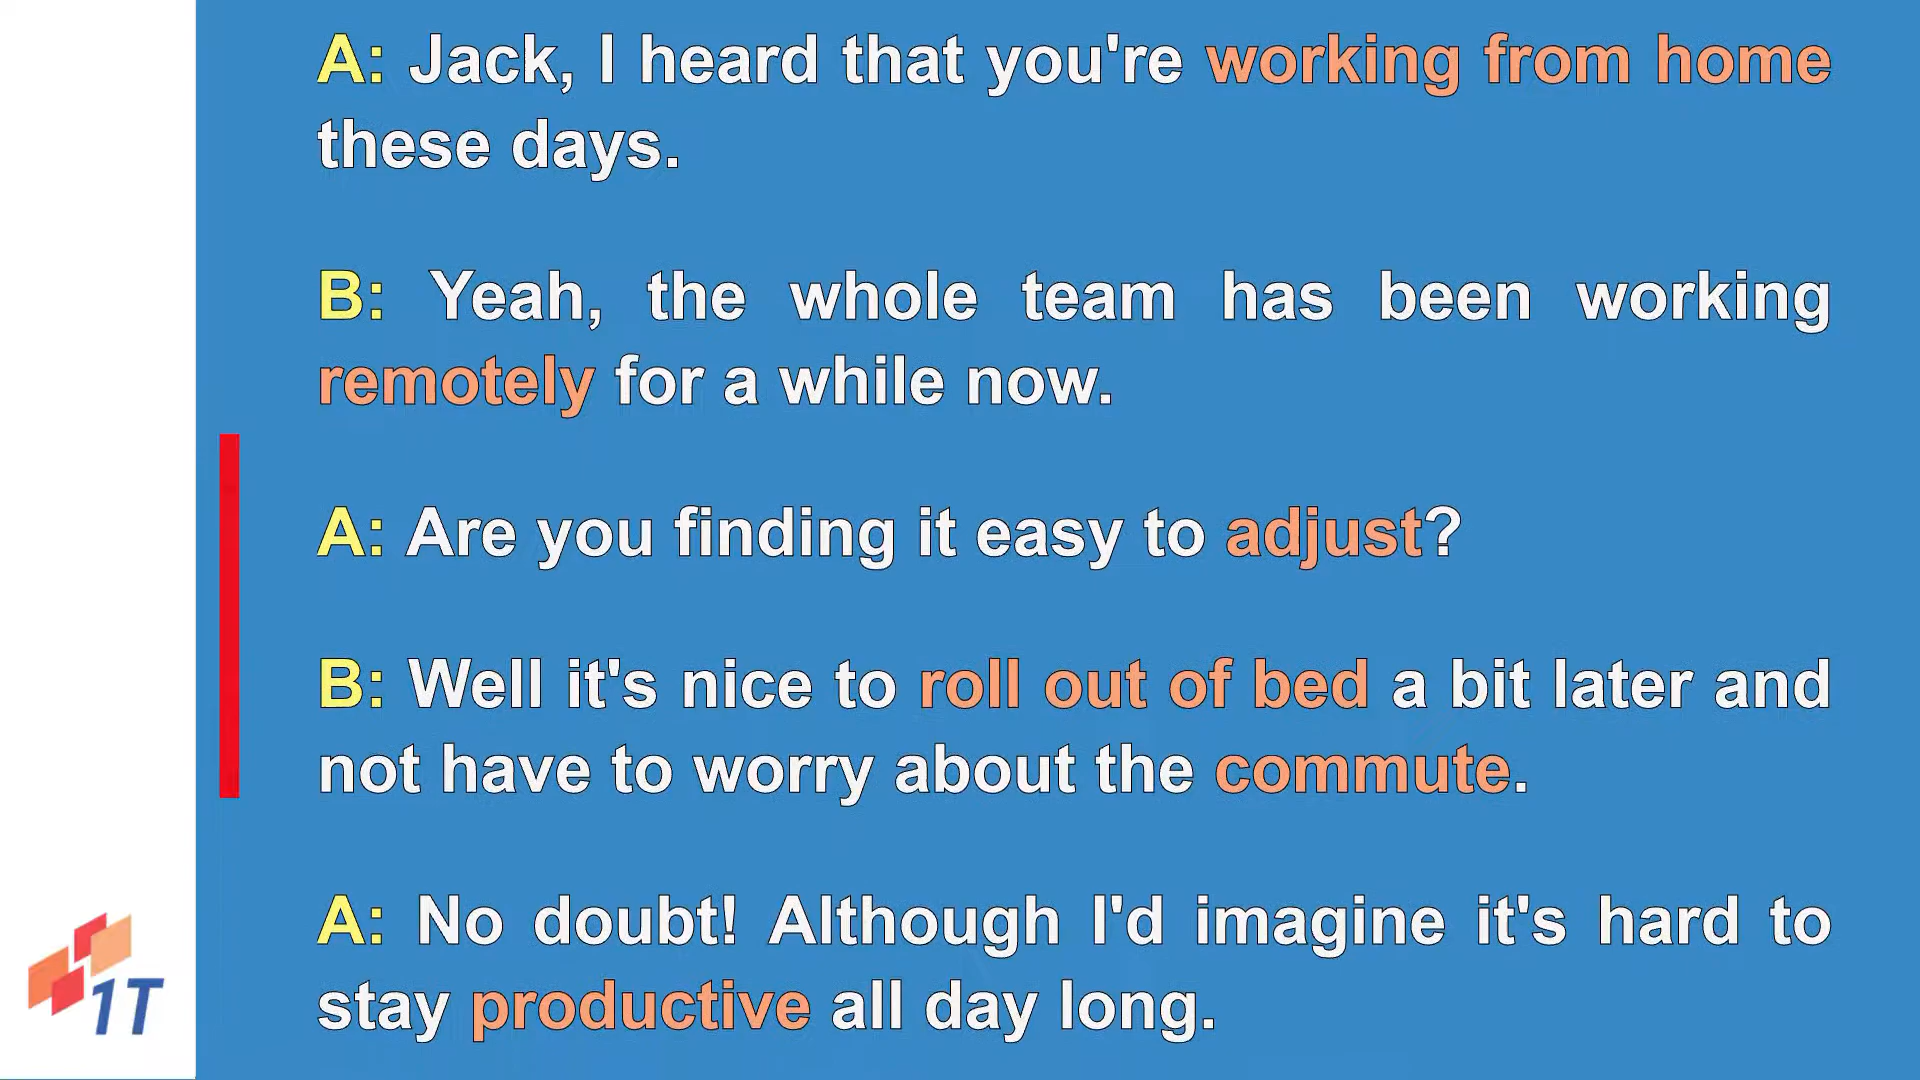 A: Jack, I heard that you're working from home
these days.
B: Yeah, the whole team has been working
remotely for a while now.
A: Are you finding it easy to adjust?
B: Well it's nice to roll out of bed a bit later and
not have to worry about the commute.
A: No doubt! Although I'd imagine it's hard to
stay productive all day long.
1T